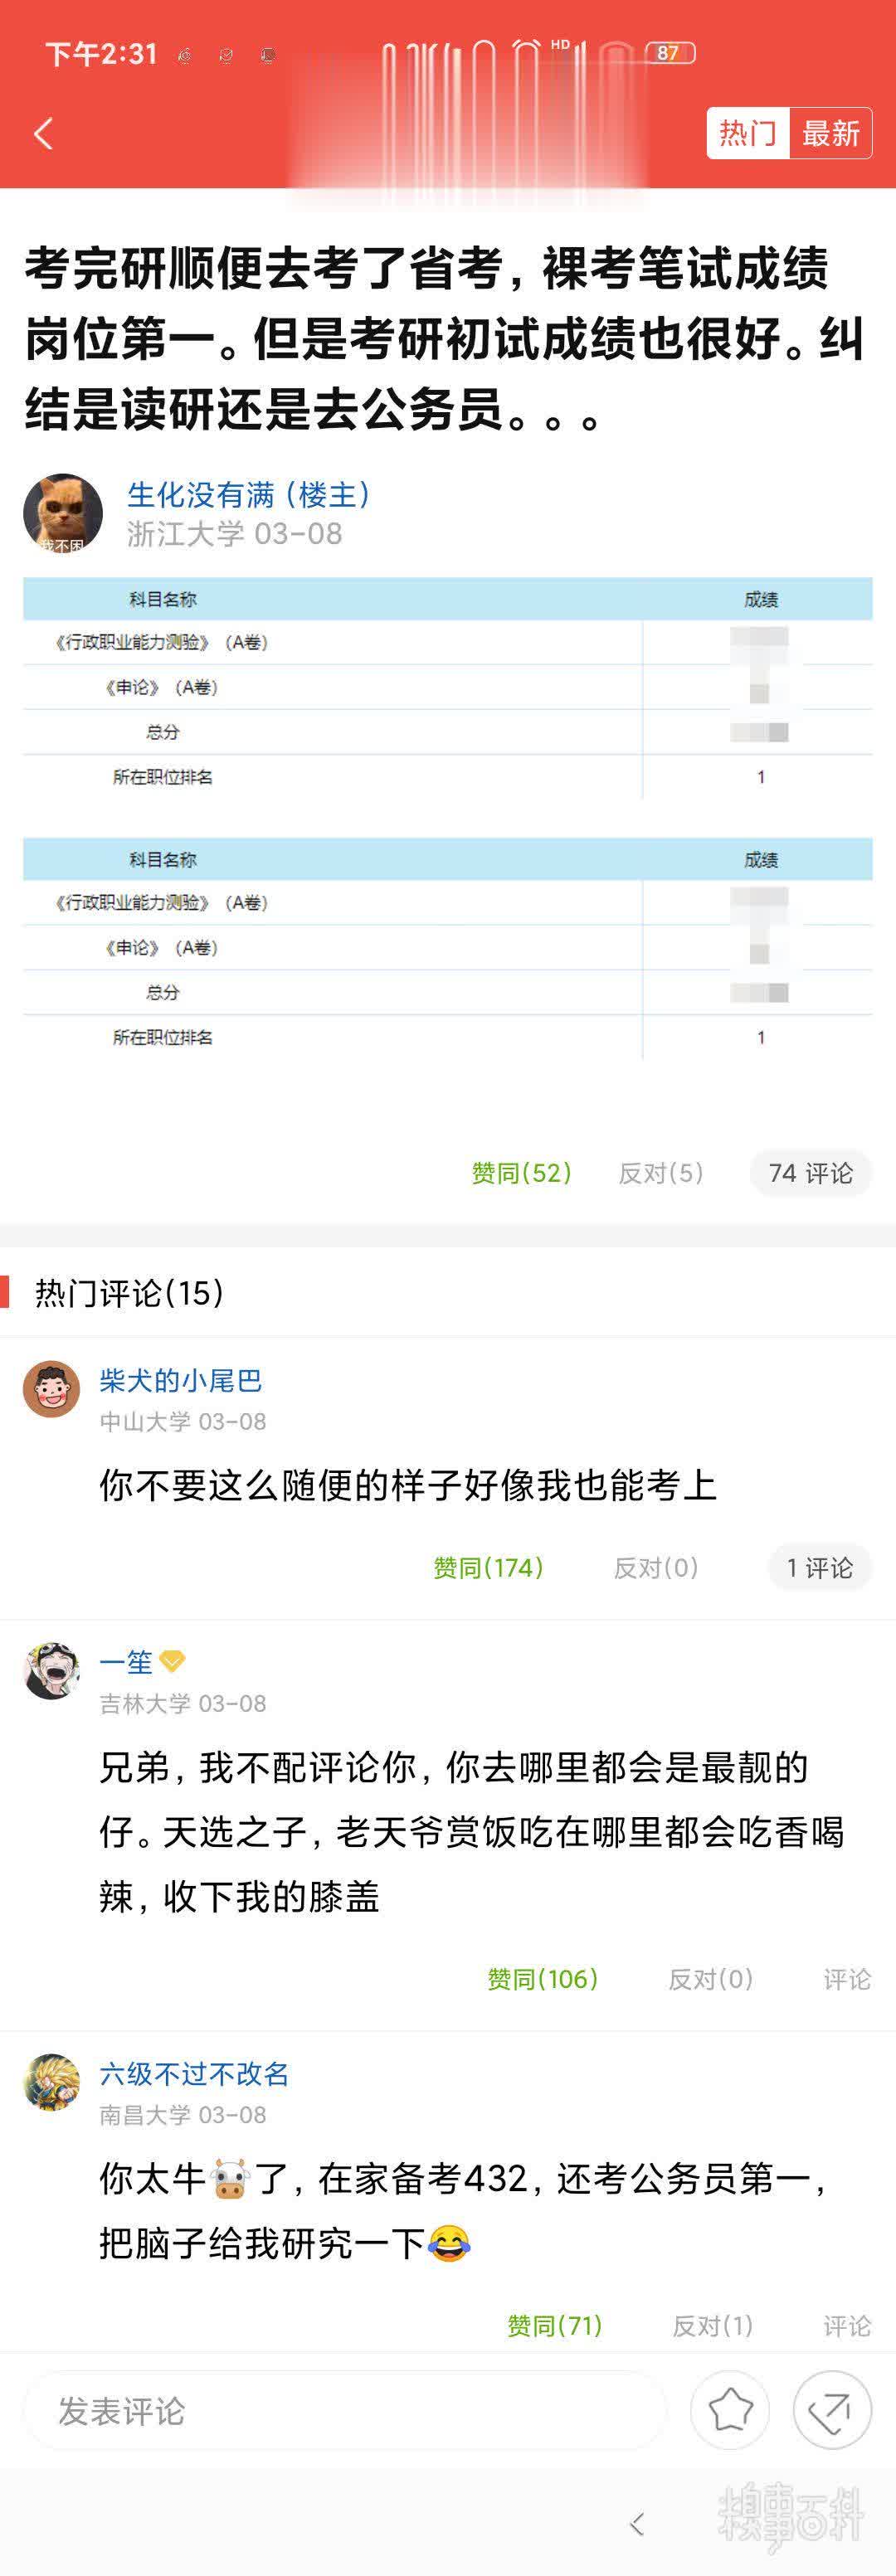 下午2:31
HD
87
热门 最新
考完研顺便去考了省考，裸考笔试成绩
岗位第一。但是考研初试成绩也很好。纠
结是读研还是去公务员。。。
生化没有满（楼主）
浙江大学 03-08
我不困
科目名称 成绩
《行政职业能力测验》（A卷）
《申论》（A卷）
总分
所在职位排名 1
科目名称 成绩
《行政职业能力测验》（A卷）
《申论》（A卷）
总分
所在职位排名 1
赞同(52) 反对(5) 74 评论
热门评论(15)
柴犬的小尾巴
中山大学 03-08
你不要这么随便的样子好像我也能考上
赞同(174) 反对(0) 1 评论
一笙
吉林大学 03-08
兄弟，我不配评论你，你去哪里都会是最靓的
仔。天选之子，老天爷赏饭吃在哪里都会吃香喝
辣，收下我的膝盖
赞同(106) 反对(0) 评论
六级不过不改名
南昌大学 03-08
你太牛🐮了，在家备考432，还考公务员第一，
把脑子给我研究一下😂
赞同(71) 反对(1) 评论
发表评论
糗事百科